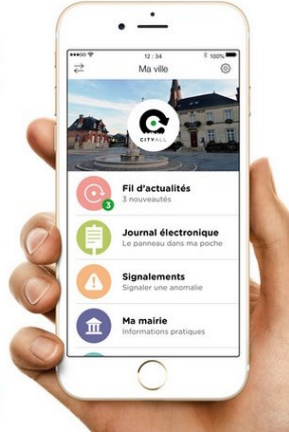 12:34
100%
Ma ville
CITYALL
Fil d'actualités
3 nouveautés
3
Journal électronique
Le panneau dans ma poche
Signalements
Signaler une anomalie
Ma mairie
Informations pratiques